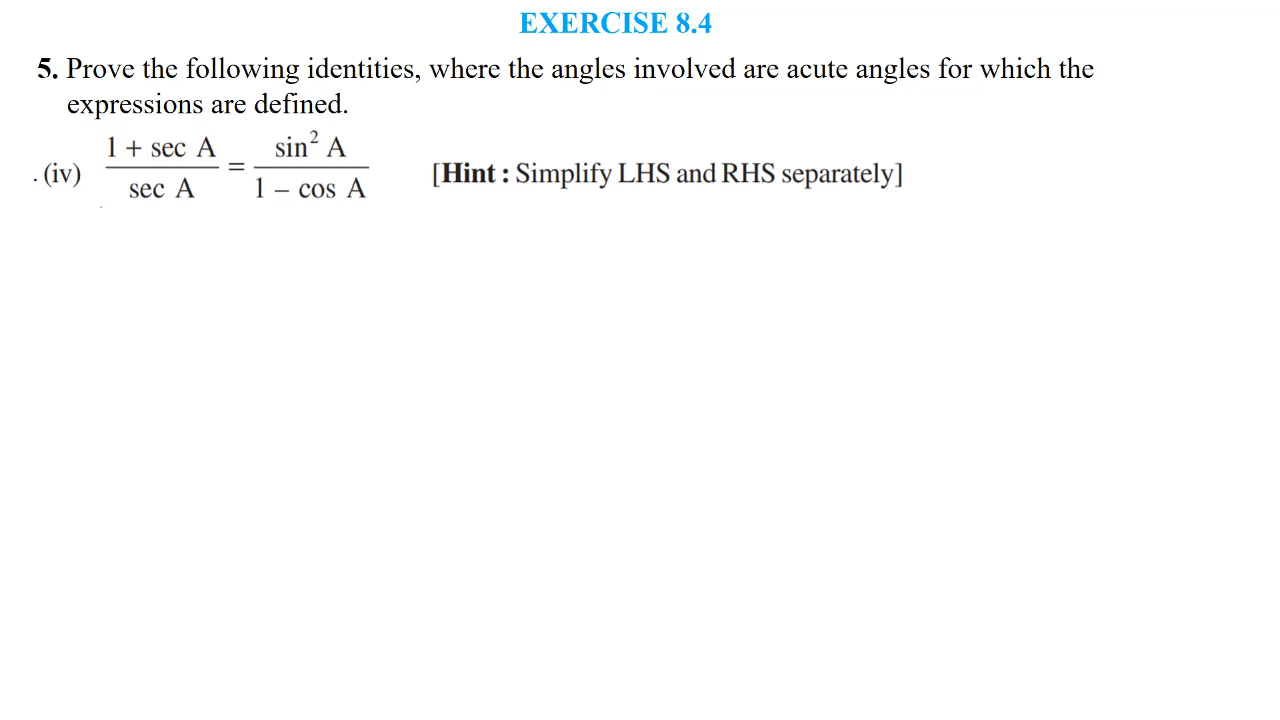 EXERCISE 8.4
5. Prove the following identities, where the angles involved are acute angles for which the
expressions are defined.
.(iv) (1 + sec A)/(sec A) = (sin² A)/(1 – cos A) [Hint : Simplify LHS and RHS separately]